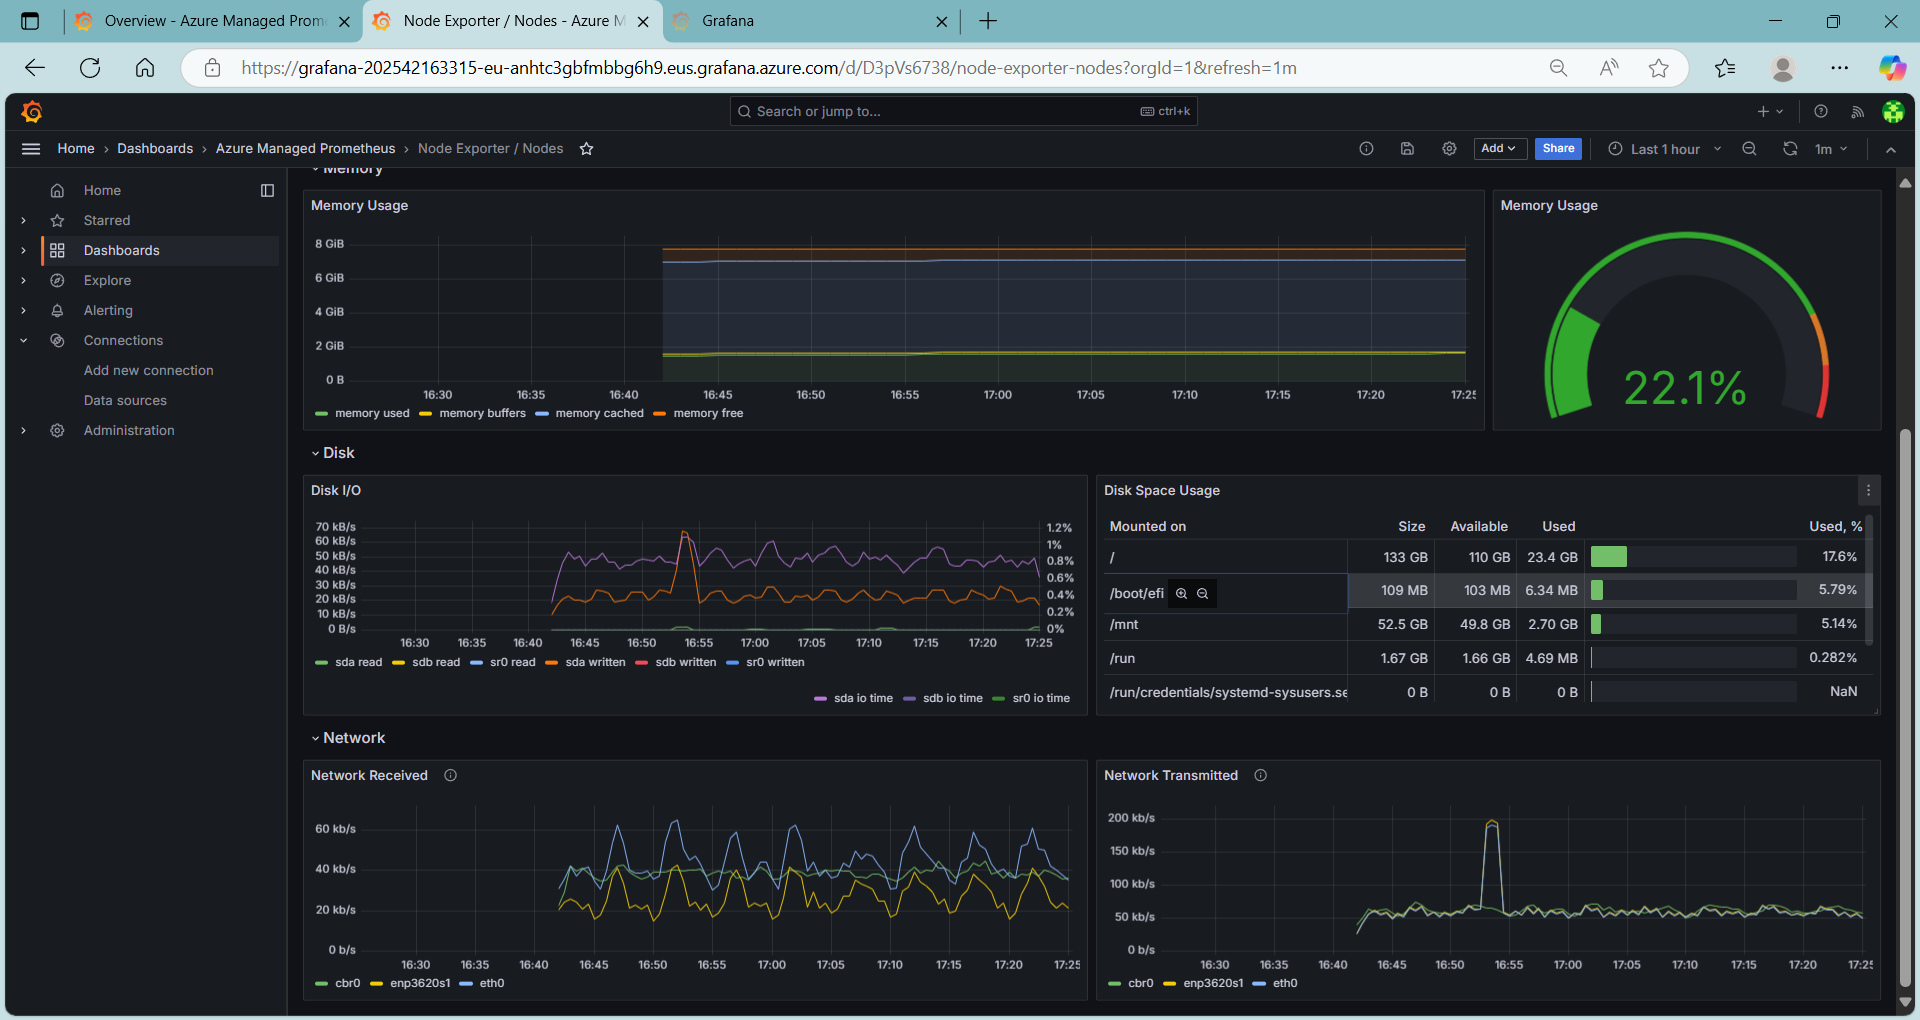 Overview - Azure Managed Prom
Node Exporter / Nodes - Azure M
Grafana
https://grafana-202542163315-eu-anhtc3gbfmbbg6h9.eus.grafana.azure.com/d/D3pVs6738/node-exporter-nodes?orgId=1&refresh=1m
Search or jump to...
ctrl+k
Home
Dashboards
Azure Managed Prometheus
Node Exporter / Nodes
Add
Share
Last 1 hour
1m
Home
Starred
Dashboards
Explore
Alerting
Connections
Add new connection
Data sources
Administration
Memory
Memory Usage
8 GiB
6 GiB
4 GiB
2 GiB
0 B
16:30 16:35 16:40 16:45 16:50 16:55 17:00 17:05 17:10 17:15 17:20 17:25
memory used memory buffers memory cached memory free
Memory Usage
22.1%
Disk
Disk I/O
70 kB/s
60 kB/s
50 kB/s
40 kB/s
30 kB/s
20 kB/s
10 kB/s
0 B/s
1.2%
1%
0.8%
0.6%
0.4%
0.2%
0%
16:30 16:35 16:40 16:45 16:50 16:55 17:00 17:05 17:10 17:15 17:20 17:25
sda read sdb read sr0 read sda written sdb written sr0 written
sda io time sdb io time sr0 io time
Disk Space Usage
Mounted on Size Available Used Used, %
/ 133 GB 110 GB 23.4 GB 17.6%
/boot/efi 109 MB 103 MB 6.34 MB 5.79%
/mnt 52.5 GB 49.8 GB 2.70 GB 5.14%
/run 1.67 GB 1.66 GB 4.69 MB 0.282%
/run/credentials/systemd-sysusers.se 0 B 0 B 0 B NaN
Network
Network Received
60 kb/s
40 kb/s
20 kb/s
0 b/s
16:30 16:35 16:40 16:45 16:50 16:55 17:00 17:05 17:10 17:15 17:20 17:25
cbr0 enp3620s1 eth0
Network Transmitted
200 kb/s
150 kb/s
100 kb/s
50 kb/s
0 b/s
16:30 16:35 16:40 16:45 16:50 16:55 17:00 17:05 17:10 17:15 17:20 17:25
cbr0 enp3620s1 eth0